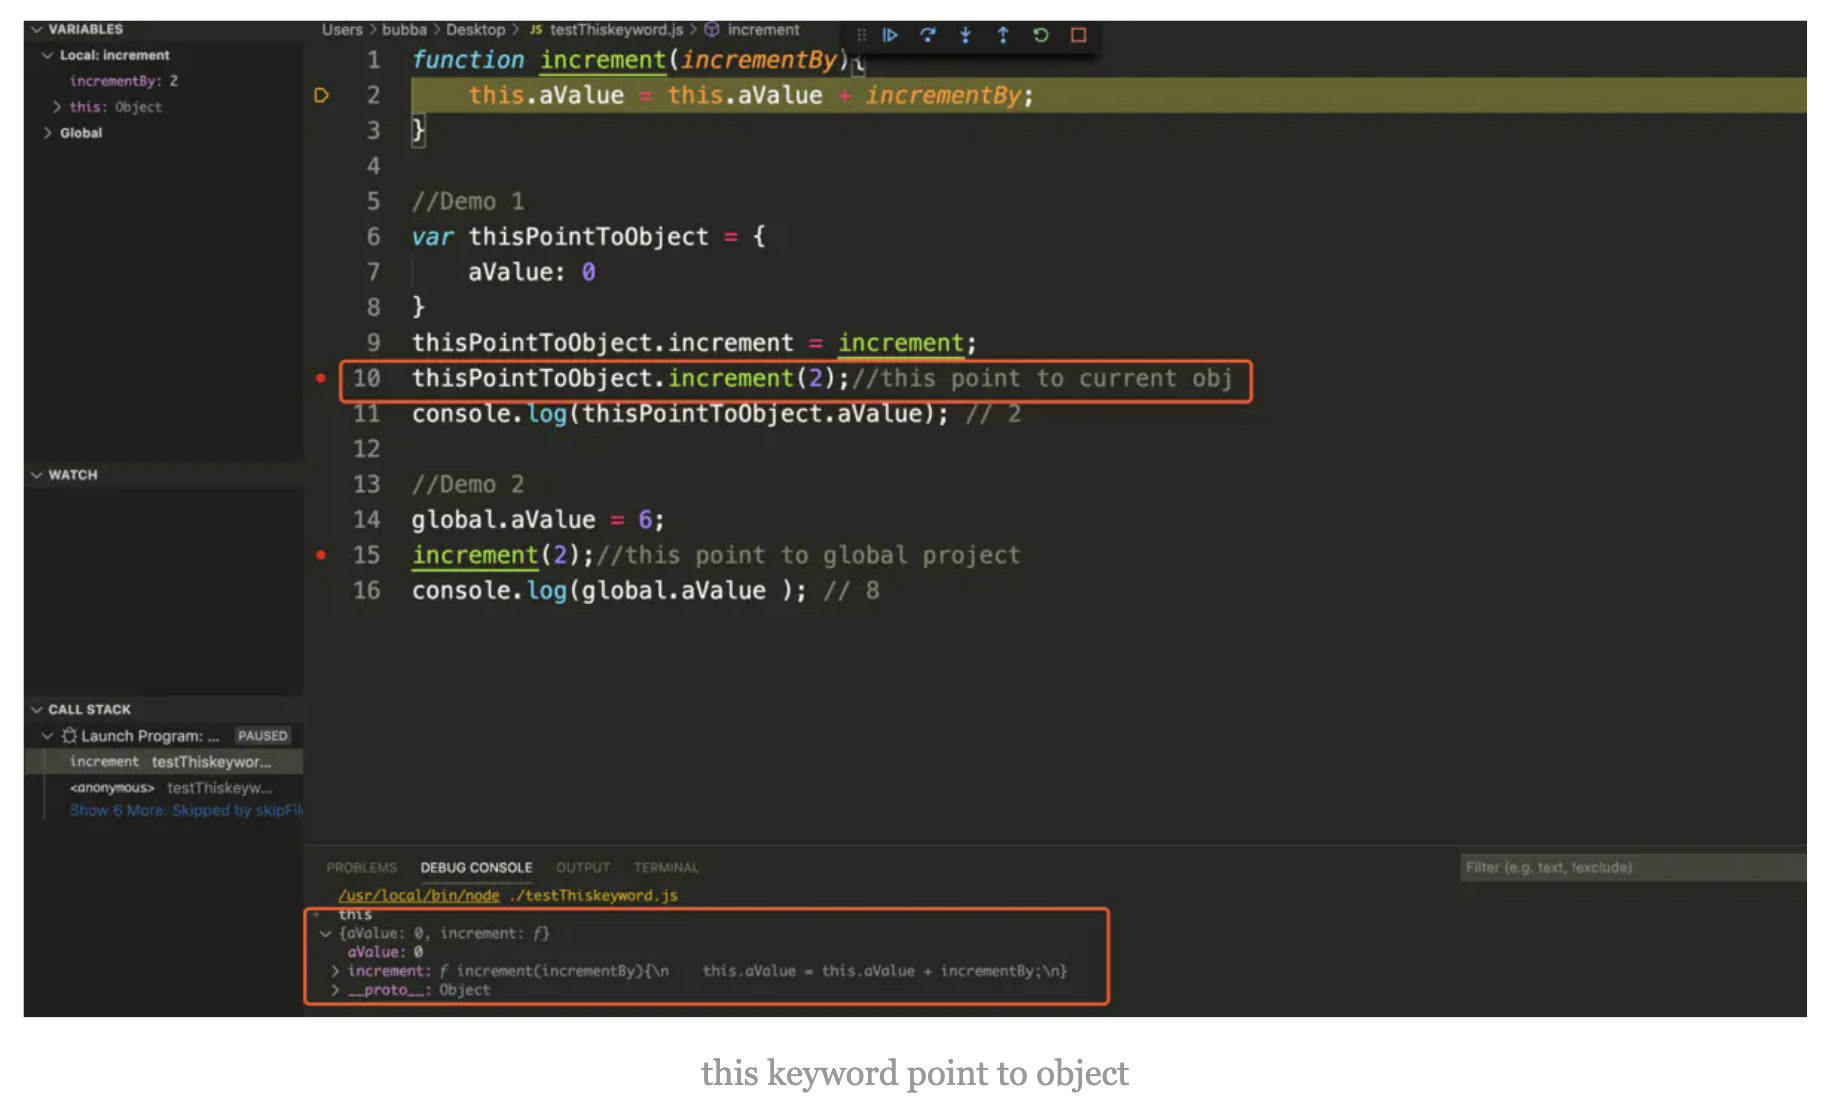 VARIABLES
Local: increment
incrementBy: 2
this: Object
Global
WATCH
CALL STACK
Launch Program: ... PAUSED
increment testThiskeywor...
<anonymous> testThiskeyw...
Show 6 More: Skipped by skipFil
Users > bubba > Desktop > JS testThiskeyword.js > increment
1 function increment(incrementBy){
2 this.aValue = this.aValue + incrementBy;
3 }
4
5 //Demo 1
6 var thisPointToObject = {
7 aValue: 0
8 }
9 thisPointToObject.increment = increment;
10 thisPointToObject.increment(2);//this point to current obj
11 console.log(thisPointToObject.aValue); // 2
12
13 //Demo 2
14 global.aValue = 6;
15 increment(2);//this point to global project
16 console.log(global.aValue ); // 8
PROBLEMS DEBUG CONSOLE OUTPUT TERMINAL Filter (e.g. text, !exclude)
/usr/local/bin/node ./testThiskeyword.js
this
{aValue: 0, increment: ƒ}
aValue: 0
increment: ƒ increment(incrementBy){\n    this.aValue = this.aValue + incrementBy;\n}
__proto__: Object
this keyword point to object